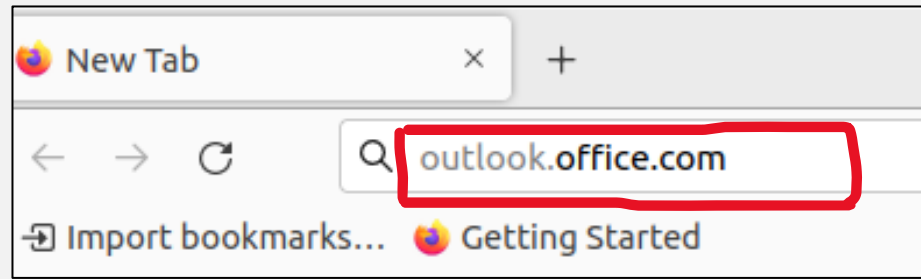 New Tab
outlook.office.com
Import bookmarks... Getting Started